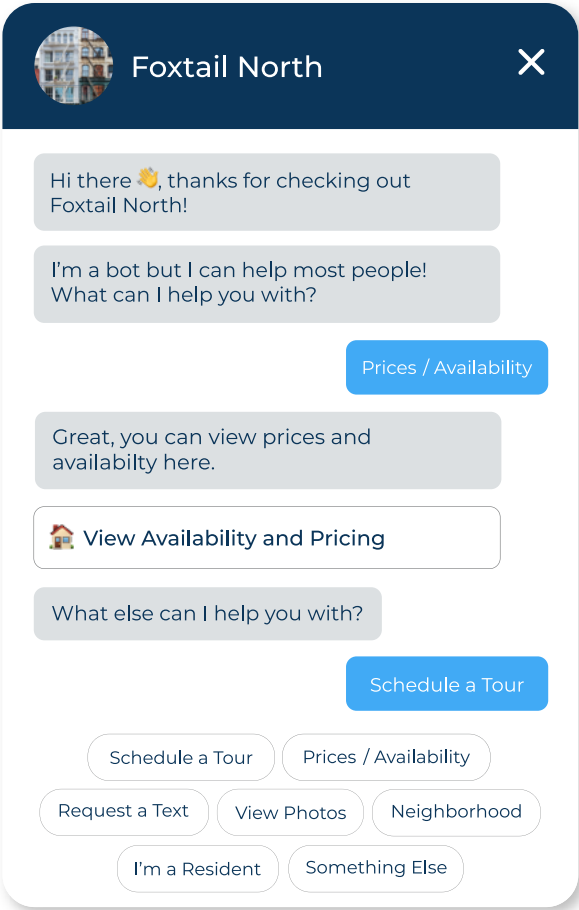 Foxtail North
Hi there 👋, thanks for checking out
Foxtail North!
I'm a bot but I can help most people!
What can I help you with?
Prices / Availability
Great, you can view prices and
availabilty here.
🏠 View Availability and Pricing
What else can I help you with?
Schedule a Tour
Schedule a Tour
Prices / Availability
Request a Text
View Photos
Neighborhood
I'm a Resident
Something Else